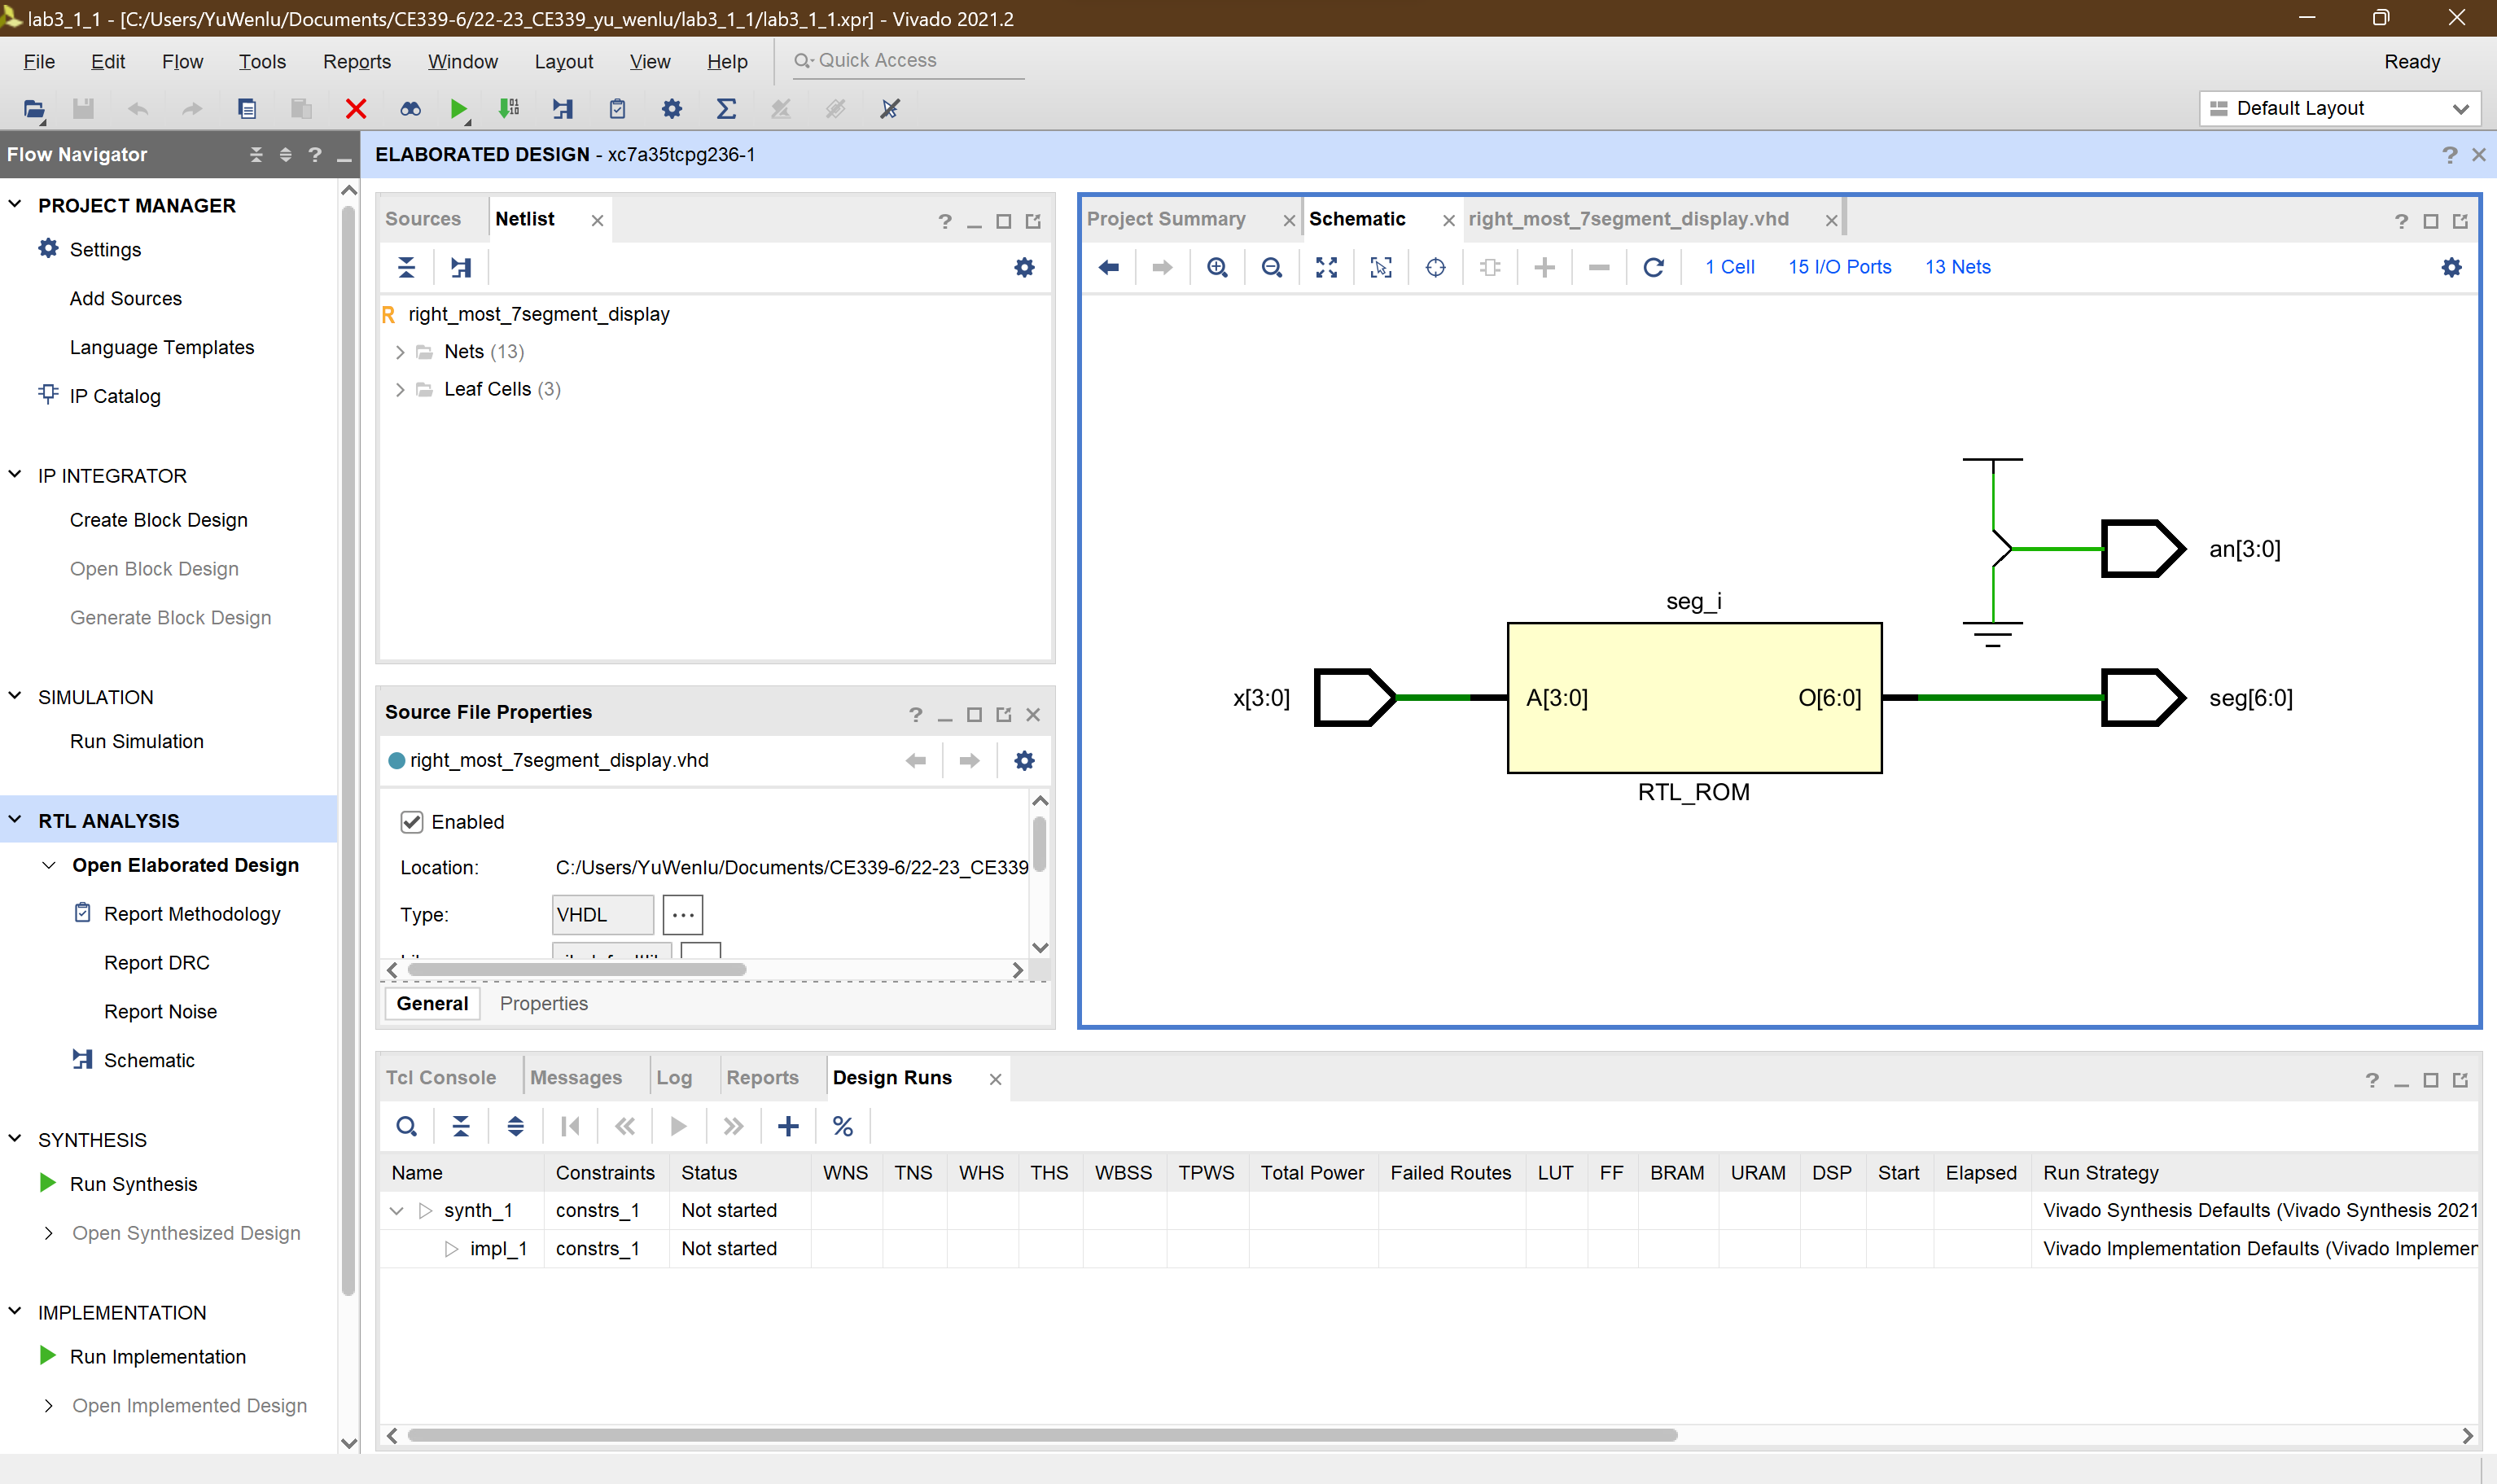 lab3_1_1 - [C:/Users/YuWenlu/Documents/CE339-6/22-23_CE339_yu_wenlu/lab3_1_1/lab3_1_1.xpr] - Vivado 2021.2
File Edit Flow Tools Reports Window Layout View Help Quick Access Ready
Default Layout
Flow Navigator
PROJECT MANAGER
Settings
Add Sources
Language Templates
IP Catalog
IP INTEGRATOR
Create Block Design
Open Block Design
Generate Block Design
SIMULATION
Run Simulation
RTL ANALYSIS
Open Elaborated Design
Report Methodology
Report DRC
Report Noise
Schematic
SYNTHESIS
Run Synthesis
Open Synthesized Design
IMPLEMENTATION
Run Implementation
Open Implemented Design
ELABORATED DESIGN - xc7a35tcpg236-1
Sources Netlist
right_most_7segment_display
Nets (13)
Leaf Cells (3)
Source File Properties
right_most_7segment_display.vhd
Enabled
Location: C:/Users/YuWenlu/Documents/CE339-6/22-23_CE339
Type: VHDL ...
General Properties
Project Summary Schematic right_most_7segment_display.vhd
1 Cell 15 I/O Ports 13 Nets
an[3:0]
seg_i
x[3:0] A[3:0] O[6:0] seg[6:0]
RTL_ROM
Tcl Console Messages Log Reports Design Runs
Name Constraints Status WNS TNS WHS THS WBSS TPWS Total Power Failed Routes LUT FF BRAM URAM DSP Start Elapsed Run Strategy
synth_1 constrs_1 Not started Vivado Synthesis Defaults (Vivado Synthesis 2021
impl_1 constrs_1 Not started Vivado Implementation Defaults (Vivado Implemen